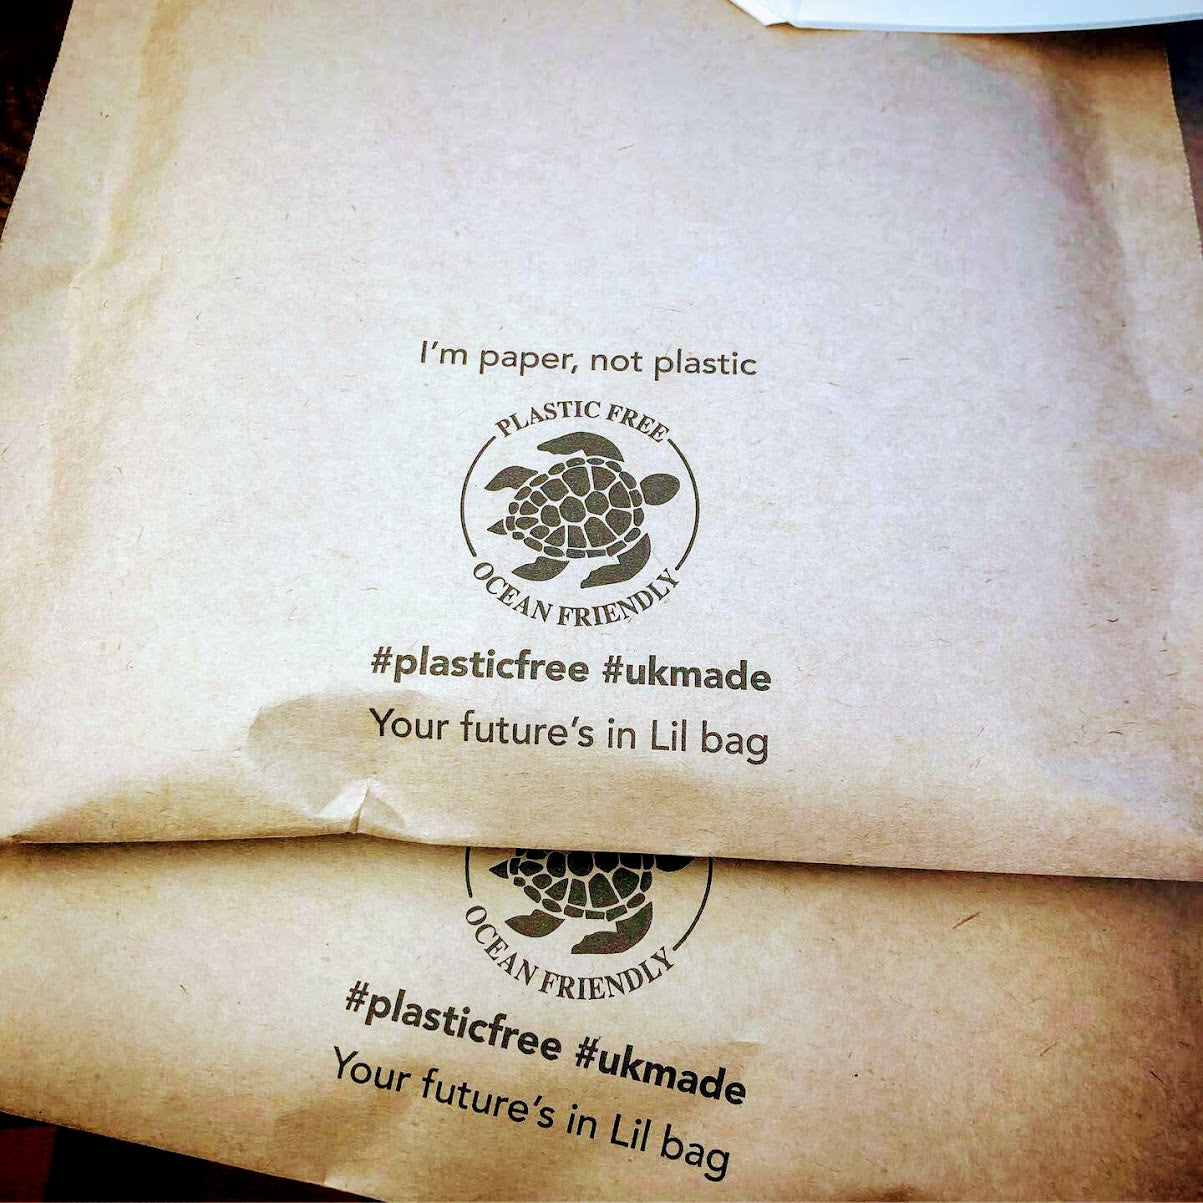 I'm paper, not plastic
PLASTIC FREE
OCEAN FRIENDLY
#plasticfree #ukmade
Your future's in Lil bag
OCEAN FRIENDLY
#plasticfree #ukmade
Your future's in Lil bag